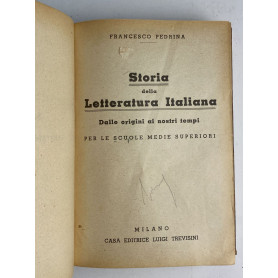 FRANCESCO PEDRINA
Storia
della
Letteratura Italiana
Dalle origini ai nostri tempi
PER LE SCUOLE MEDIE SUPERIORI
MILANO
CASA EDITRICE LUIGI TREVISINI